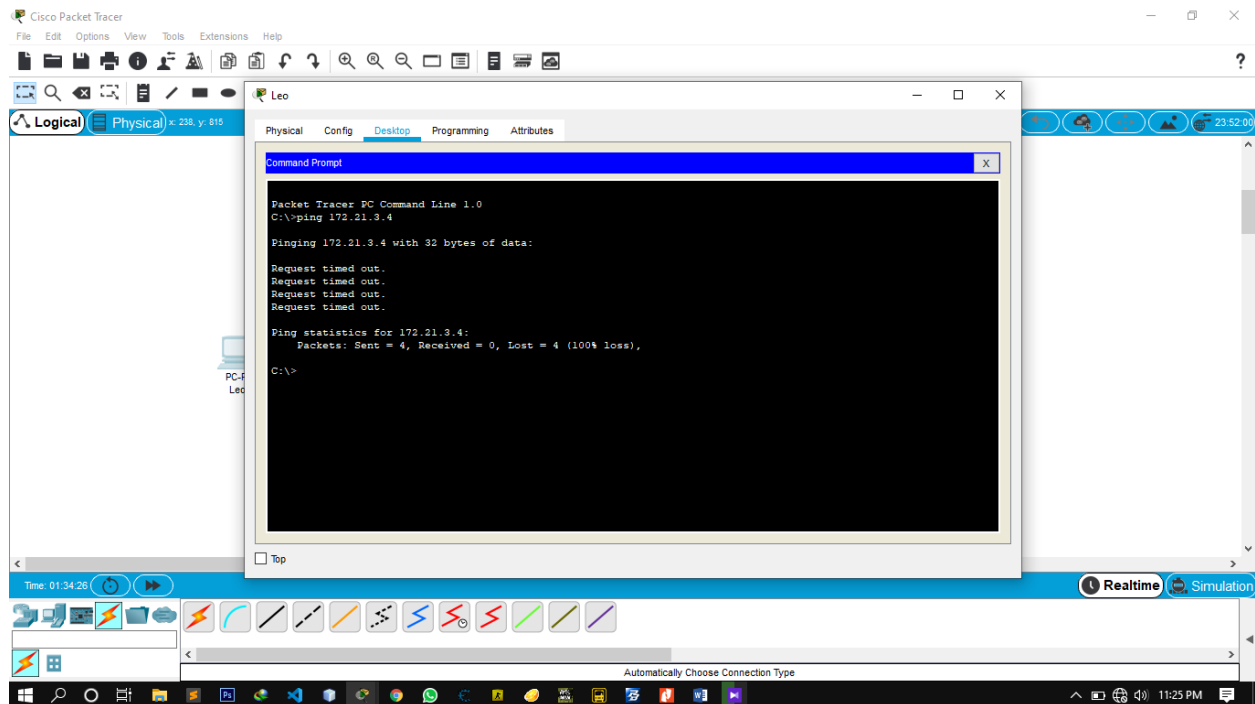 Cisco Packet Tracer
File Edit Options View Tools Extensions Help
?
Logical Physical x: 238, y: 815
23:52:00
Leo
Physical Config Desktop Programming Attributes
Command Prompt
X
Packet Tracer PC Command Line 1.0
C:\>ping 172.21.3.4
Pinging 172.21.3.4 with 32 bytes of data:
Request timed out.
Request timed out.
Request timed out.
Request timed out.
Ping statistics for 172.21.3.4:
Packets: Sent = 4, Received = 0, Lost = 4 (100% loss),
C:\>
Leo
Top
Time: 01:34:26
Realtime Simulation
Automatically Choose Connection Type
11:25 PM